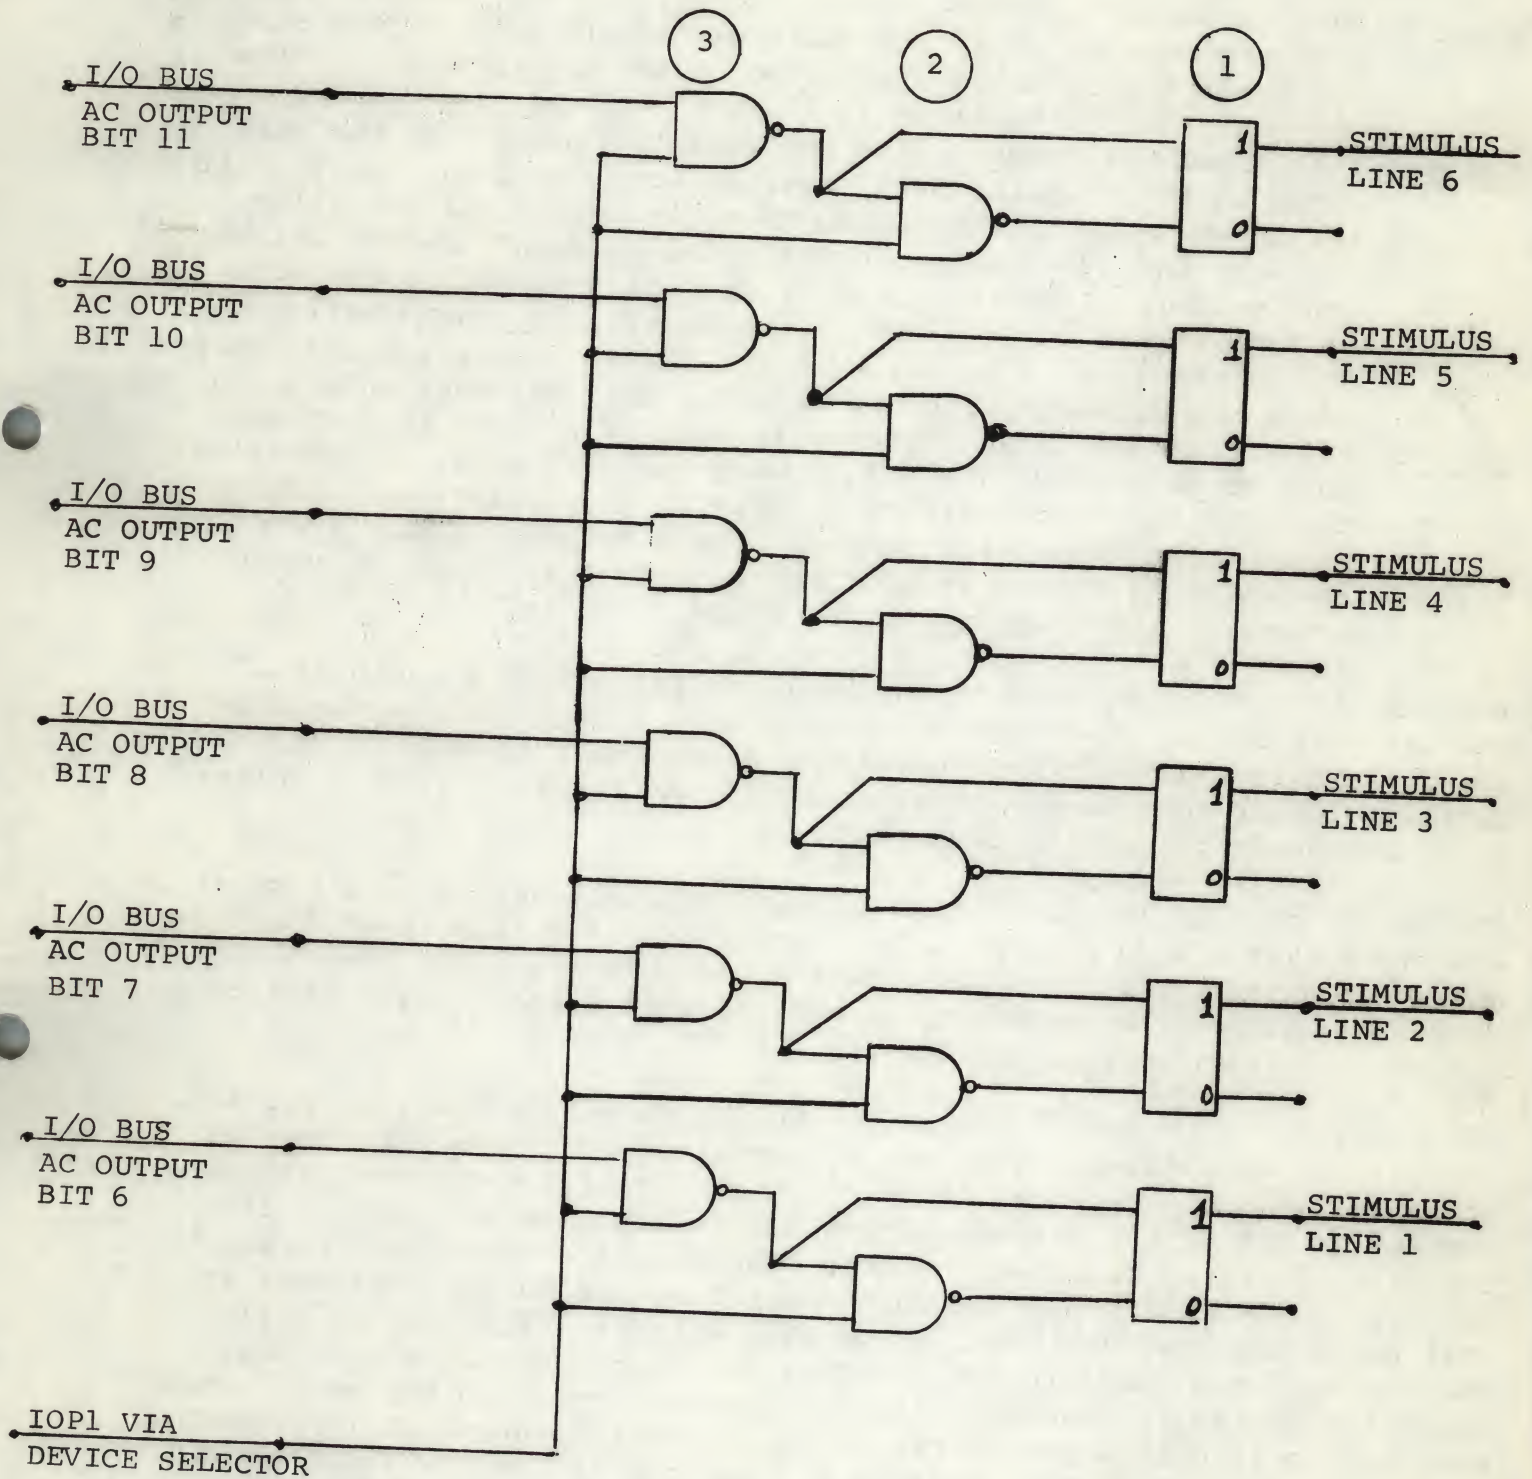 3
2
1
I/O BUS
AC OUTPUT
BIT 11
1
0
STIMULUS
LINE 6
I/O BUS
AC OUTPUT
BIT 10
1
0
STIMULUS
LINE 5
I/O BUS
AC OUTPUT
BIT 9
1
0
STIMULUS
LINE 4
I/O BUS
AC OUTPUT
BIT 8
1
0
STIMULUS
LINE 3
I/O BUS
AC OUTPUT
BIT 7
1
0
STIMULUS
LINE 2
I/O BUS
AC OUTPUT
BIT 6
1
0
STIMULUS
LINE 1
IOP1 VIA
DEVICE SELECTOR